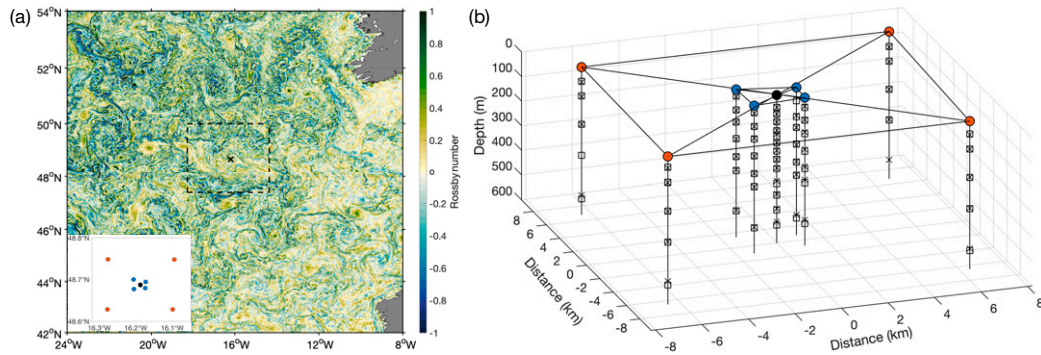 (a)
54°N
52°N
50°N
48°N
46°N
44°N
42°N
24°W
20°W
16°W
12°W
8°W
48.8°N
48.7°N
48.6°N
16.3°W
16.2°W
16.1°W
1
0.8
0.6
0.4
0.2
0
-0.2
-0.4
-0.6
-0.8
-1
Rossby number
(b)
0
100
200
300
400
500
600
Depth (m)
8
6
4
2
0
-2
-4
-6
-8
Distance (km)
-8
-6
-4
-2
0
2
4
6
8
Distance (km)